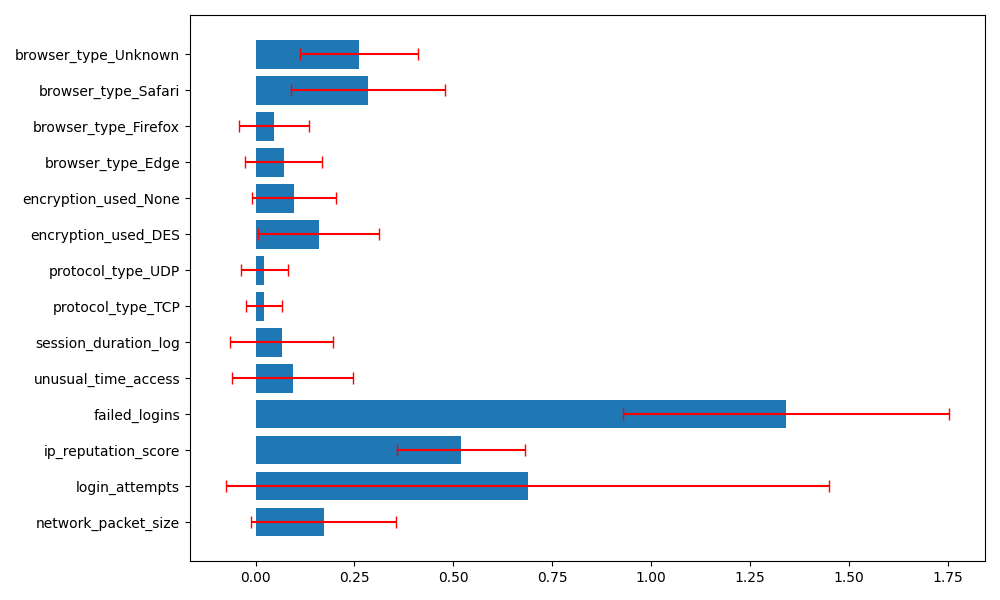 browser_type_Unknown
browser_type_Safari
browser_type_Firefox
browser_type_Edge
encryption_used_None
encryption_used_DES
protocol_type_UDP
protocol_type_TCP
session_duration_log
unusual_time_access
failed_logins
ip_reputation_score
login_attempts
network_packet_size
0.00 0.25 0.50 0.75 1.00 1.25 1.50 1.75